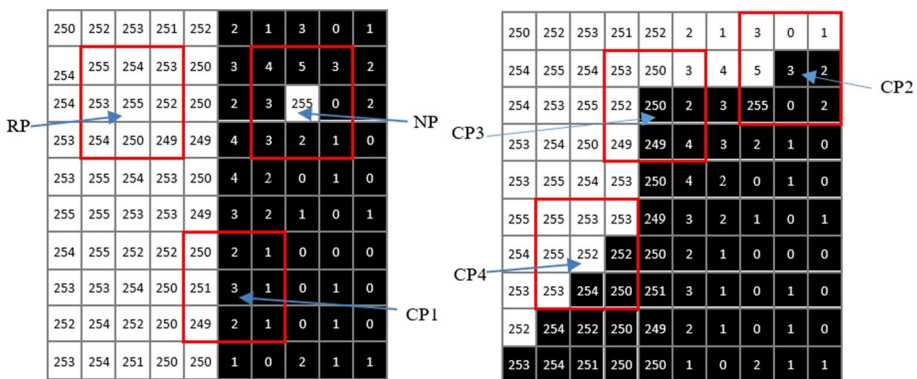 250 252 253 251 252 2 1 3 0 1
254 255 254 253 250 3 4 5 3 2
254 253 255 252 250 2 3 255 0 2
253 254 250 249 249 4 3 2 1 0
253 255 254 253 250 4 2 0 1 0
255 255 253 253 249 3 2 1 0 1
254 255 252 252 250 2 1 0 0 0
253 253 254 250 251 3 1 0 1 0
252 254 252 250 249 2 1 0 1 0
253 254 251 250 250 1 0 2 1 1
RP
NP
CP1
250 252 253 251 252 2 1 3 0 1
254 255 254 253 250 3 4 5 3 2
254 253 255 252 250 2 3 255 0 2
253 254 250 249 249 4 3 2 1 0
253 255 254 253 250 4 2 0 1 0
255 255 253 253 249 3 2 1 0 1
254 255 252 252 250 2 1 0 0 0
253 253 254 250 251 3 1 0 1 0
252 254 252 250 249 2 1 0 1 0
253 254 251 250 250 1 0 2 1 1
CP2
CP3
CP4